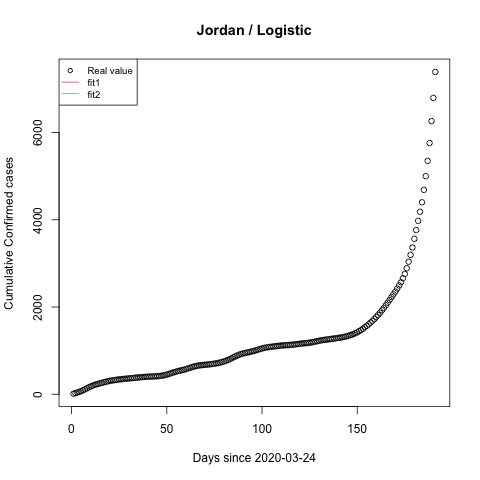 Jordan / Logistic
Real value
fit1
fit2
Cumulative Confirmed cases
6000
4000
2000
0
0 50 100 150
Days since 2020-03-24